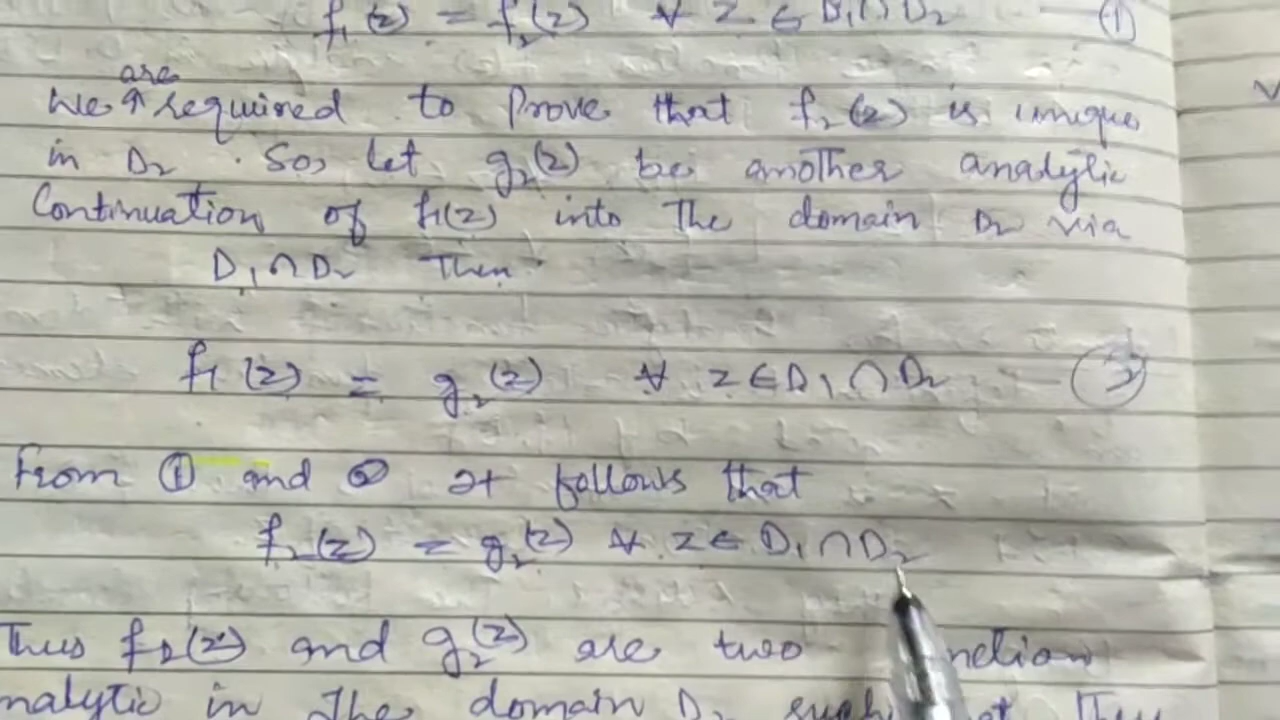 f₁(z) = f₂(z) ∀ z ∈ D₁∩D₂ — (1)
We are required to Prove that f₂(z) is unique
in D₂. So, let g₂(z) be another analytic
Continuation of f₁(z) into The domain D₂ via
D₁∩D₂ Then
f₁(z) = g₂(z) ∀ z ∈ D₁∩D₂ — (2)
From ① and ② It follows that
f₂(z) = g₂(z) ∀ z ∈ D₁∩D₂
Thus f₂(z) and g₂(z) are two nction
nalytic in The domain D₂